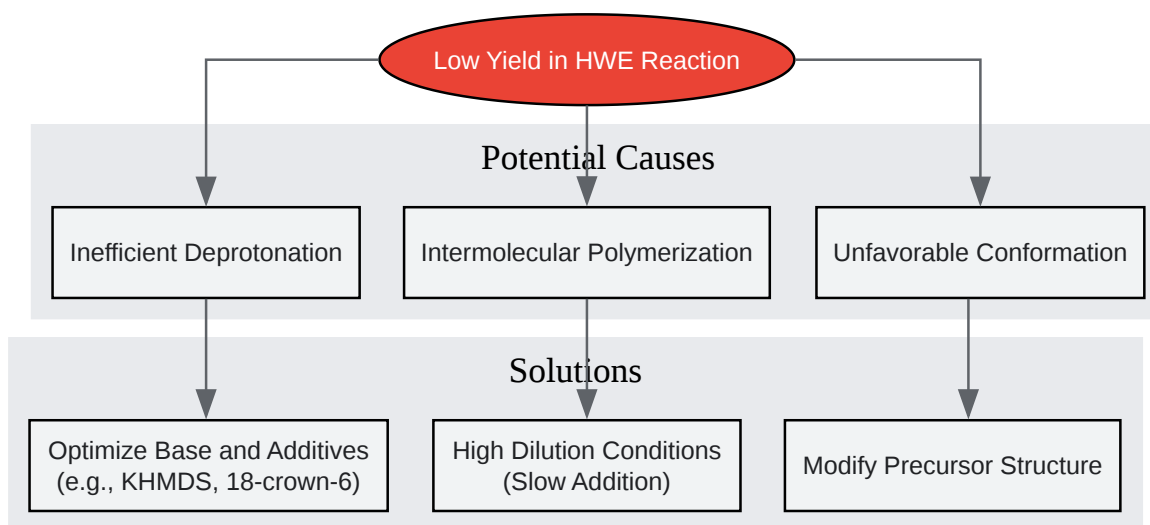 Low Yield in HWE Reaction
Potential Causes
Inefficient Deprotonation
Intermolecular Polymerization
Unfavorable Conformation
Solutions
Optimize Base and Additives
(e.g., KHMDS, 18-crown-6)
High Dilution Conditions
(Slow Addition)
Modify Precursor Structure